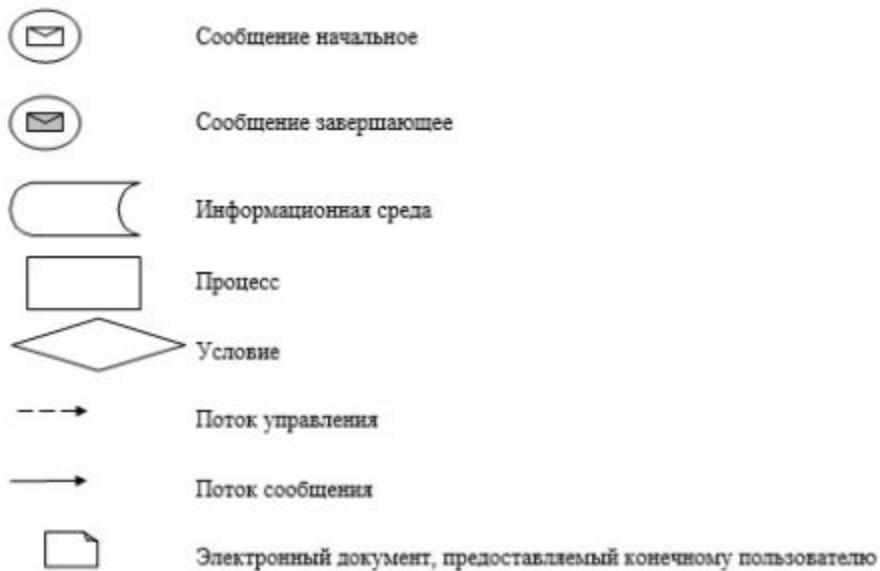 Сообщение начальное
Сообщение завершающее
Информационная среда
Процесс
Условие
Поток управления
Поток сообщения
Электронный документ, предоставляемый конечному пользователю